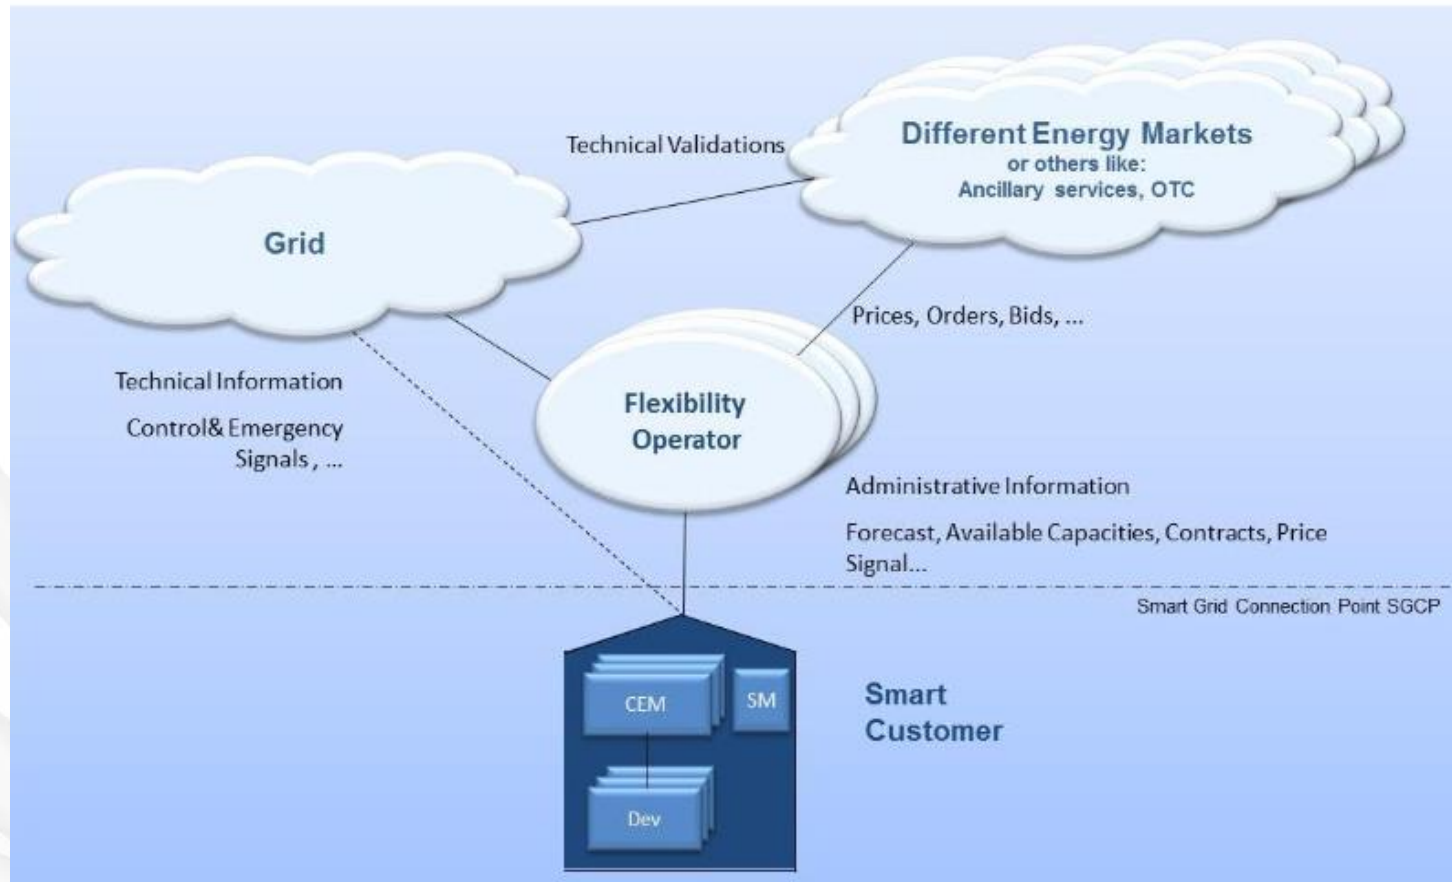 Different Energy Markets
or others like:
Ancillary services, OTC
Technical Validations
Grid
Prices, Orders, Bids, ...
Technical Information
Control& Emergency
Signals , ...
Flexibility
Operator
Administrative Information
Forecast, Available Capacities, Contracts, Price
Signal...
Smart Grid Connection Point SGCP
CEM
SM
Smart
Customer
Dev